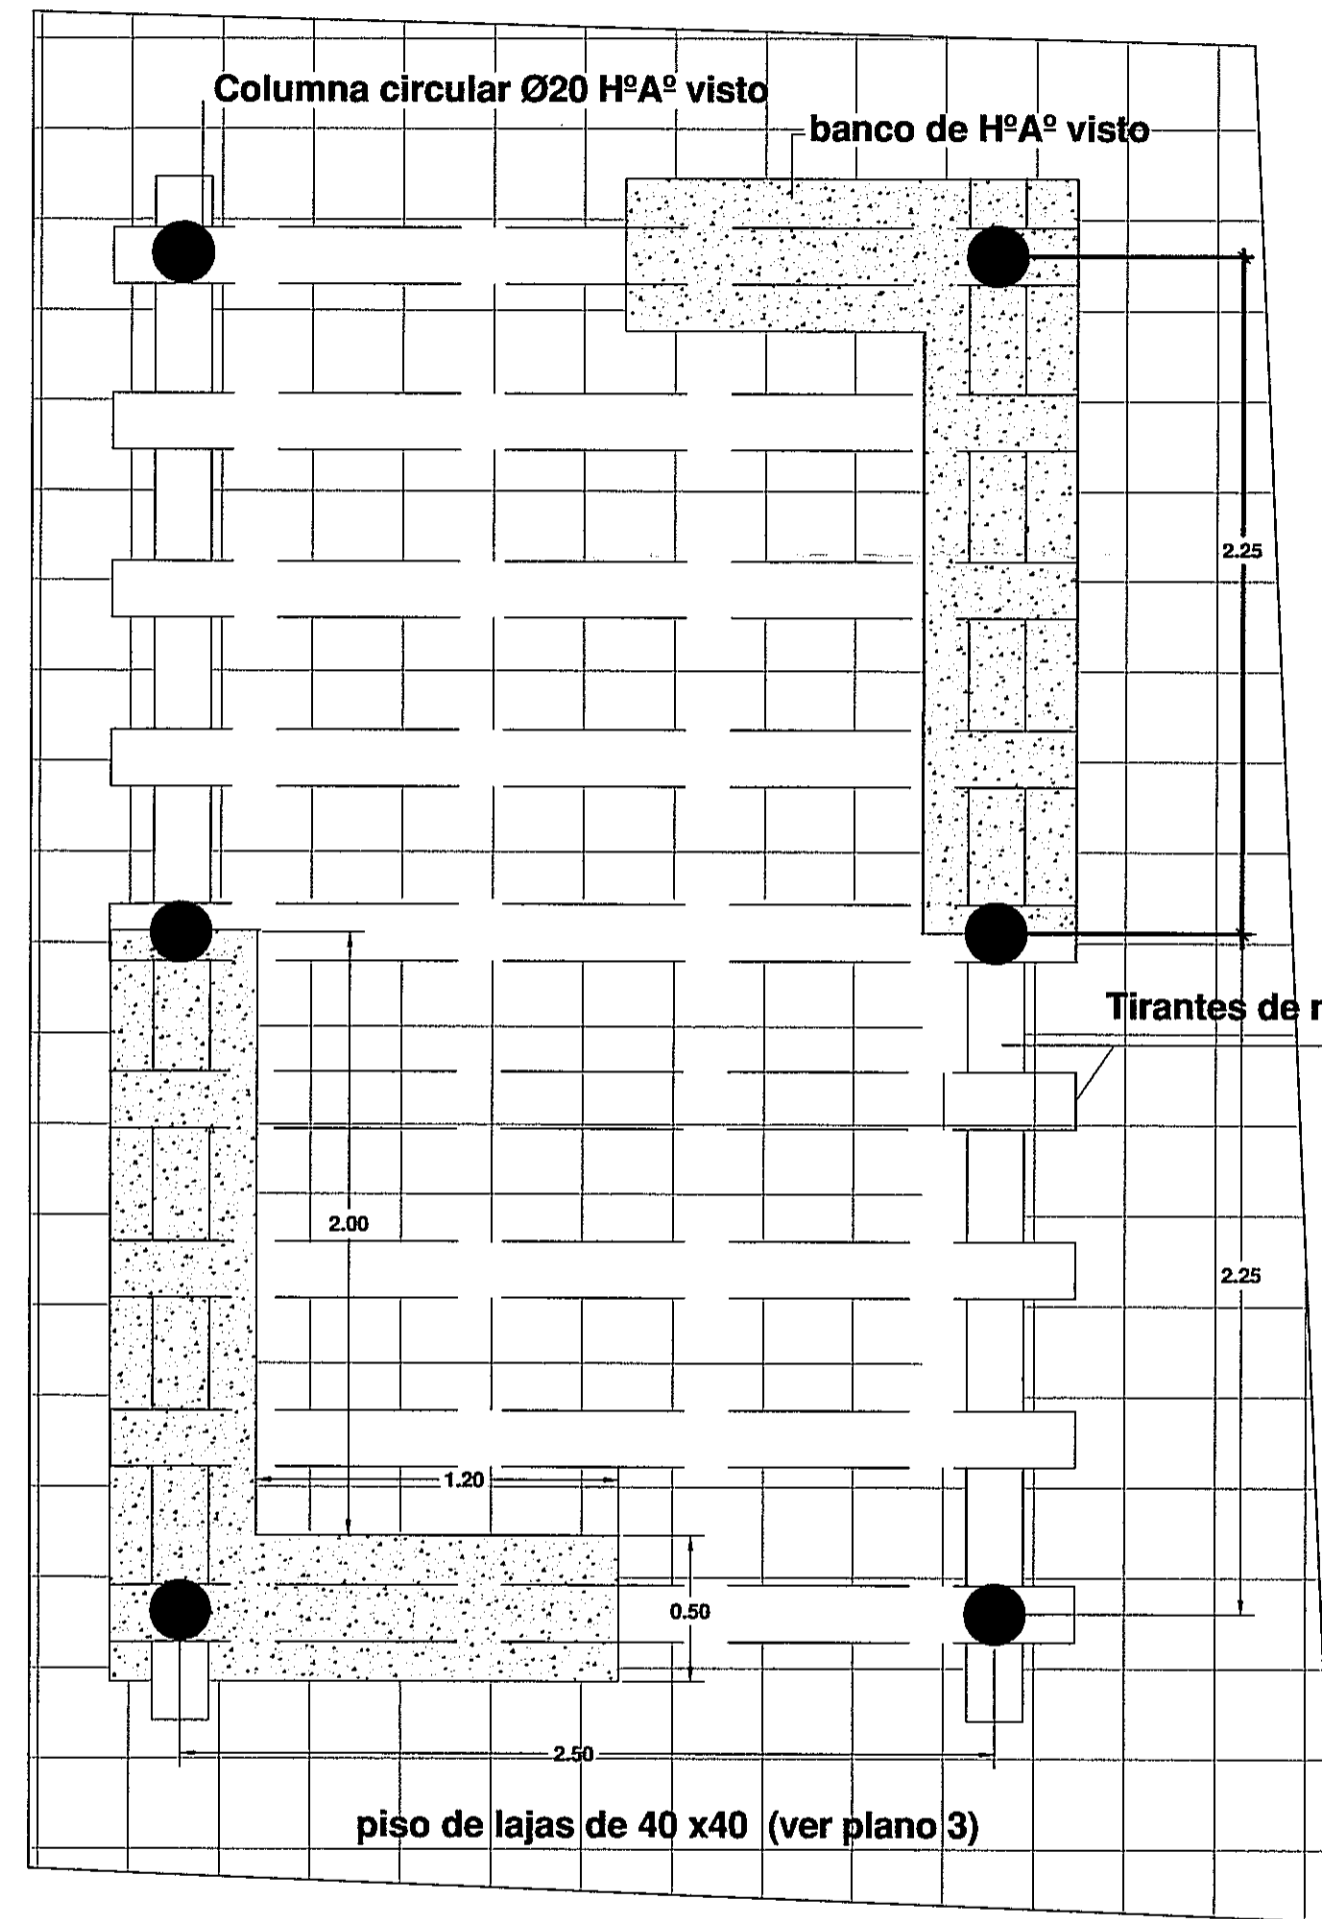 Columna circular Ø20 HºAº visto
banco de HºAº visto
2.25
Tirantes de
2.00
2.25
1.20
0.50
2.50
piso de lajas de 40 x40 (ver plano 3)